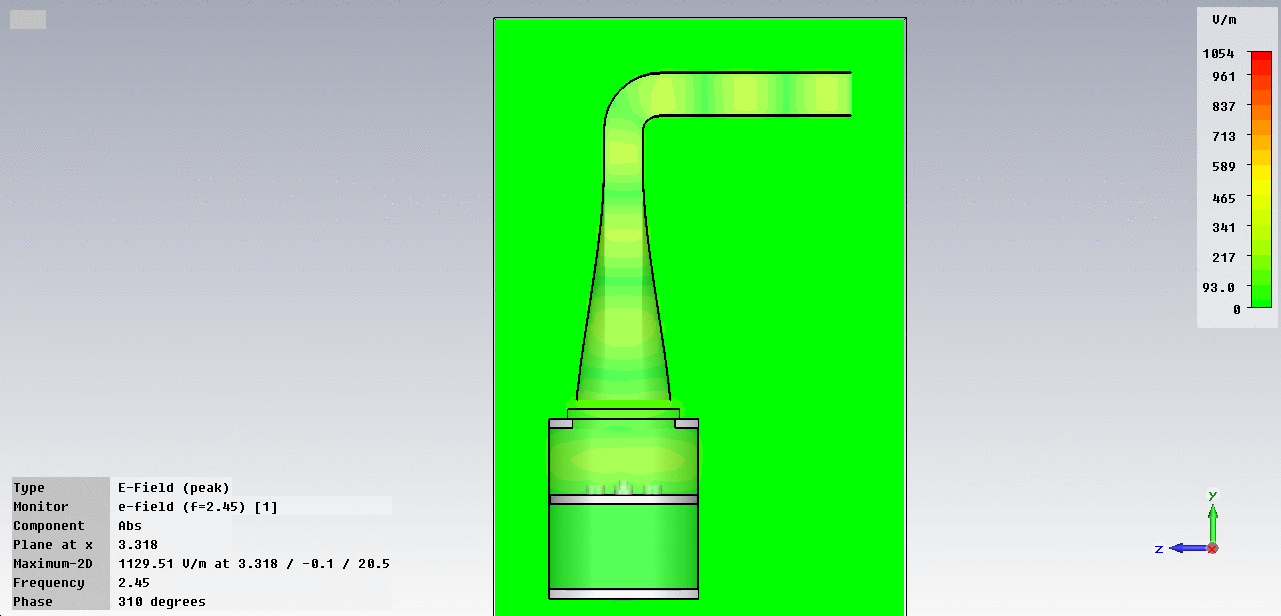 V/m
1054
961
837
713
589
465
341
217
93.0
0
y
z
x
Type E-Field (peak)
Monitor e-field (f=2.45) [1]
Component Abs
Plane at x 3.318
Maximum-2D 1129.51 V/m at 3.318 / -0.1 / 20.5
Frequency 2.45
Phase 310 degrees